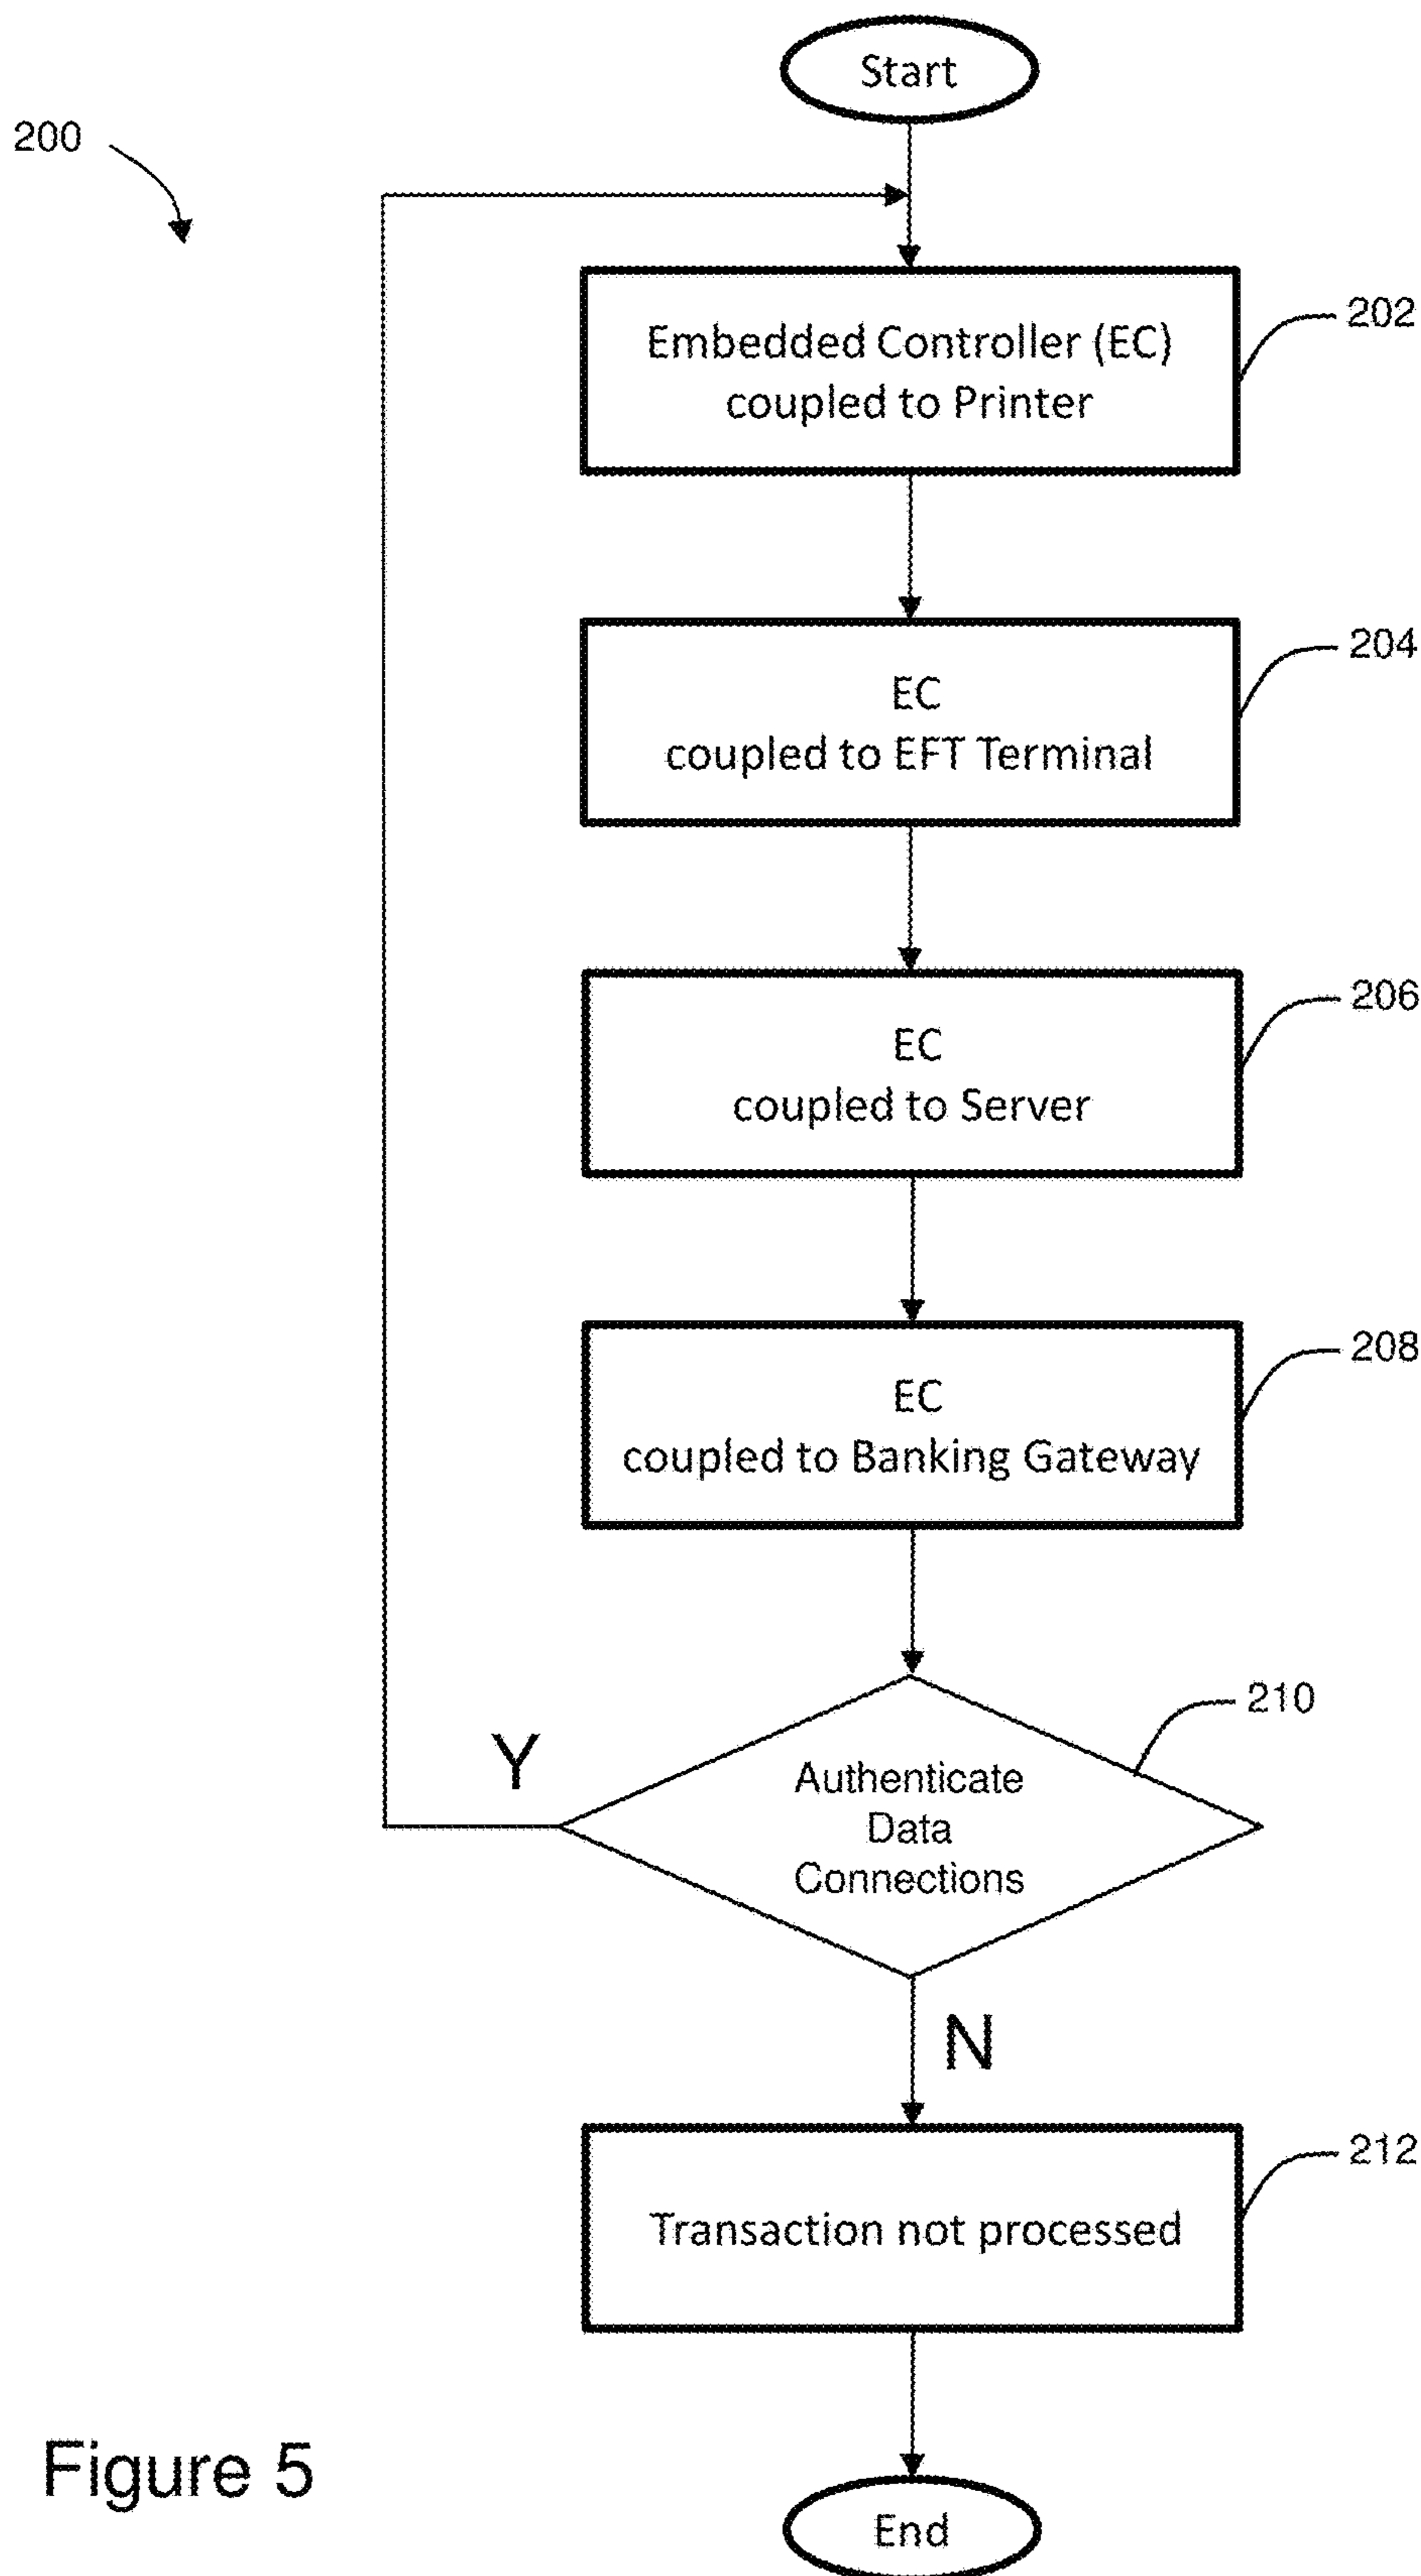 Start
200
Embedded Controller (EC)
coupled to Printer
202
EC
coupled to EFT Terminal
204
EC
coupled to Server
206
EC
coupled to Banking Gateway
208
Authenticate
Data
Connections
210
Y
N
Transaction not processed
212
End
Figure 5